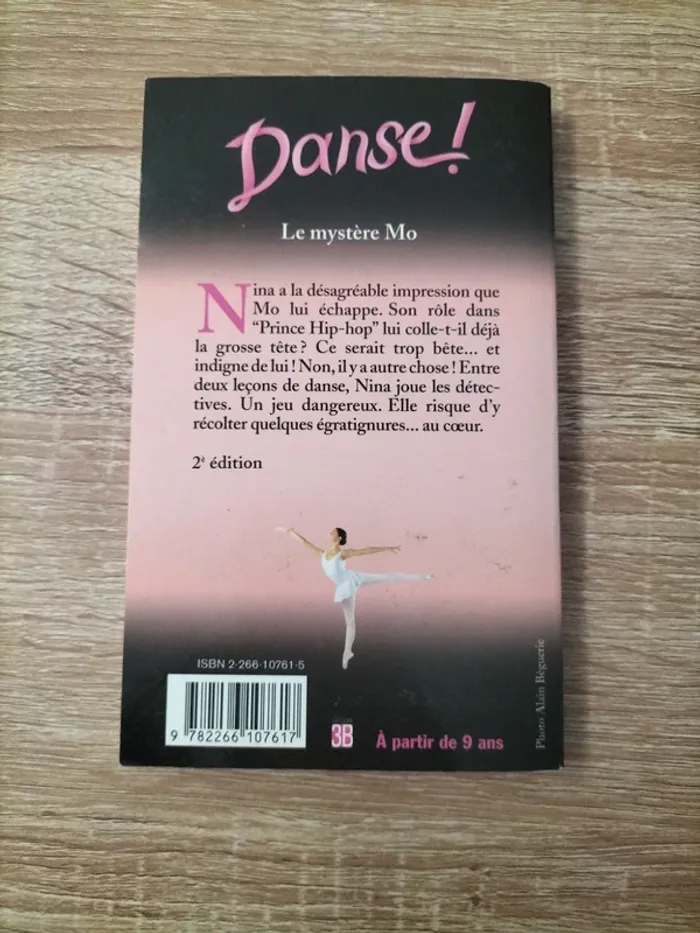 Danse!
Le mystère Mo
Nina a la désagréable impression que
Mo lui échappe. Son rôle dans
“Prince Hip-hop” lui colle-t-il déjà
la grosse tête ? Ce serait trop bête... et
indigne de lui ! Non, il y a autre chose ! Entre
deux leçons de danse, Nina joue les détec-
tives. Un jeu dangereux. Elle risque d’y
récolter quelques égratignures... au cœur.
2e édition
ISBN 2-266-10761-5
9 782266 107617
3B
À partir de 9 ans
Photo Alain Béguerie